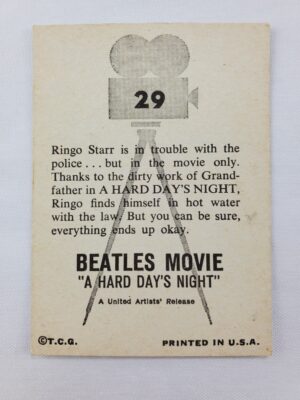 29
Ringo Starr is in trouble with the
police . . . but in the movie only.
Thanks to the dirty work of Grand-
father in A HARD DAY'S NIGHT,
Ringo finds himself in hot water
with the law. But you can be sure,
everything ends up okay.
BEATLES MOVIE
"A HARD DAY'S NIGHT"
A United Artists' Release
©T.C.G. PRINTED IN U.S.A.